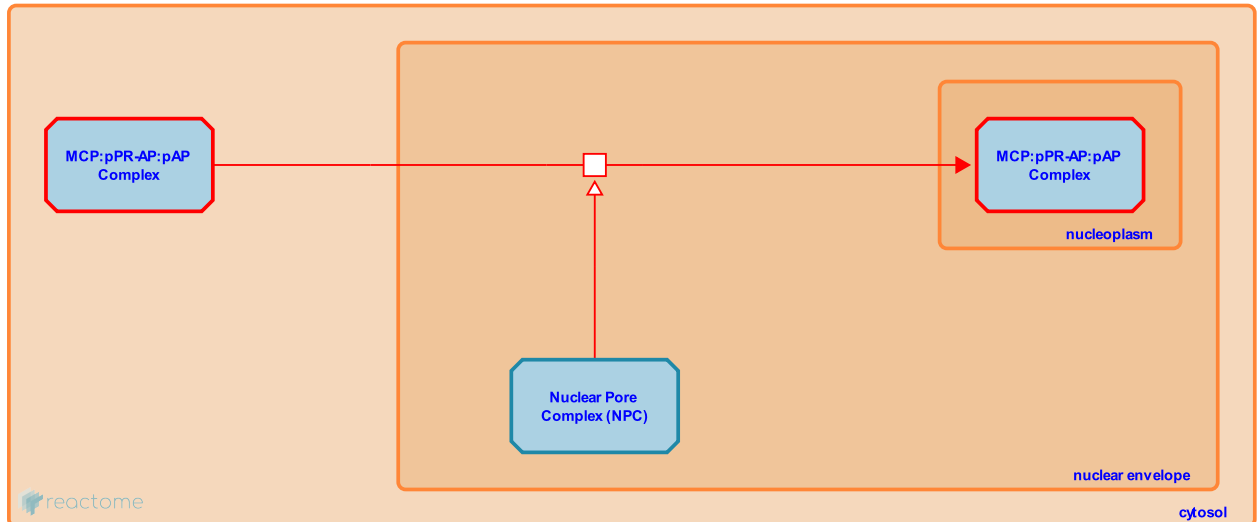 MCP:pPR-AP:pAP
Complex
MCP:pPR-AP:pAP
Complex
nucleoplasm
Nuclear Pore
Complex (NPC)
nuclear envelope
reactome
cytosol